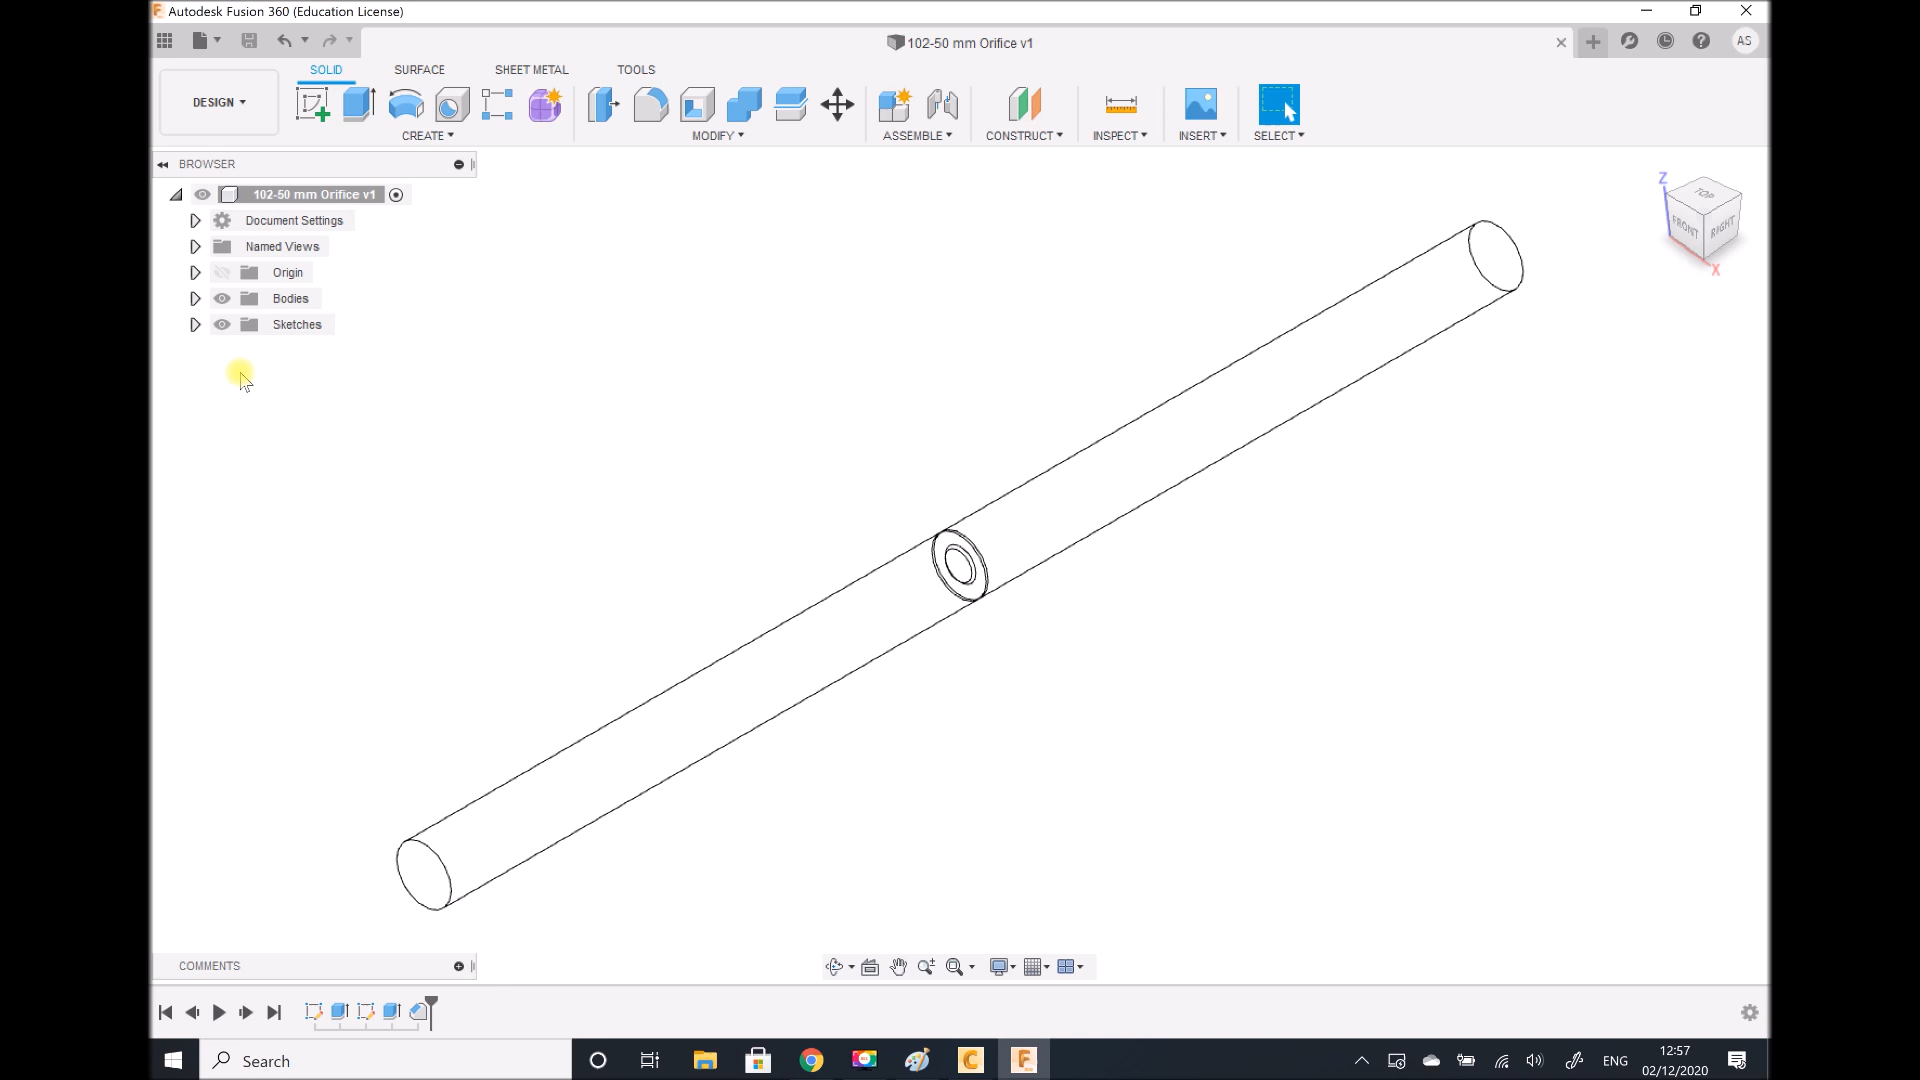 Autodesk Fusion 360 (Education License)
102-50 mm Orifice v1
AS
SOLID SURFACE SHEET METAL TOOLS
DESIGN
CREATE MODIFY ASSEMBLE CONSTRUCT INSPECT INSERT SELECT
BROWSER
102-50 mm Orifice v1
Document Settings
Named Views
Origin
Bodies
Sketches
Z
TOP
FRONT
RIGHT
X
COMMENTS
Search
ENG
12:57
02/12/2020